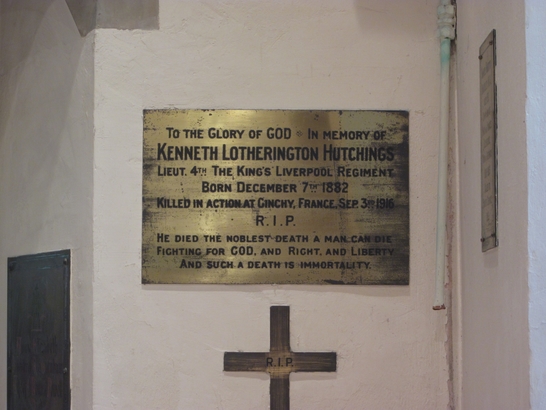 TO THE GLORY OF GOD IN MEMORY OF
KENNETH LOTHERINGTON HUTCHINGS
LIEUT. 4TH THE KING'S LIVERPOOL REGIMENT
BORN DECEMBER 7TH 1882
KILLED IN ACTION AT GINCHY, FRANCE, SEP. 3RD 1916
R.I.P.
HE DIED THE NOBLEST DEATH A MAN CAN DIE
FIGHTING FOR GOD, AND RIGHT, AND LIBERTY
AND SUCH A DEATH IS IMMORTALITY.
R.I.P.